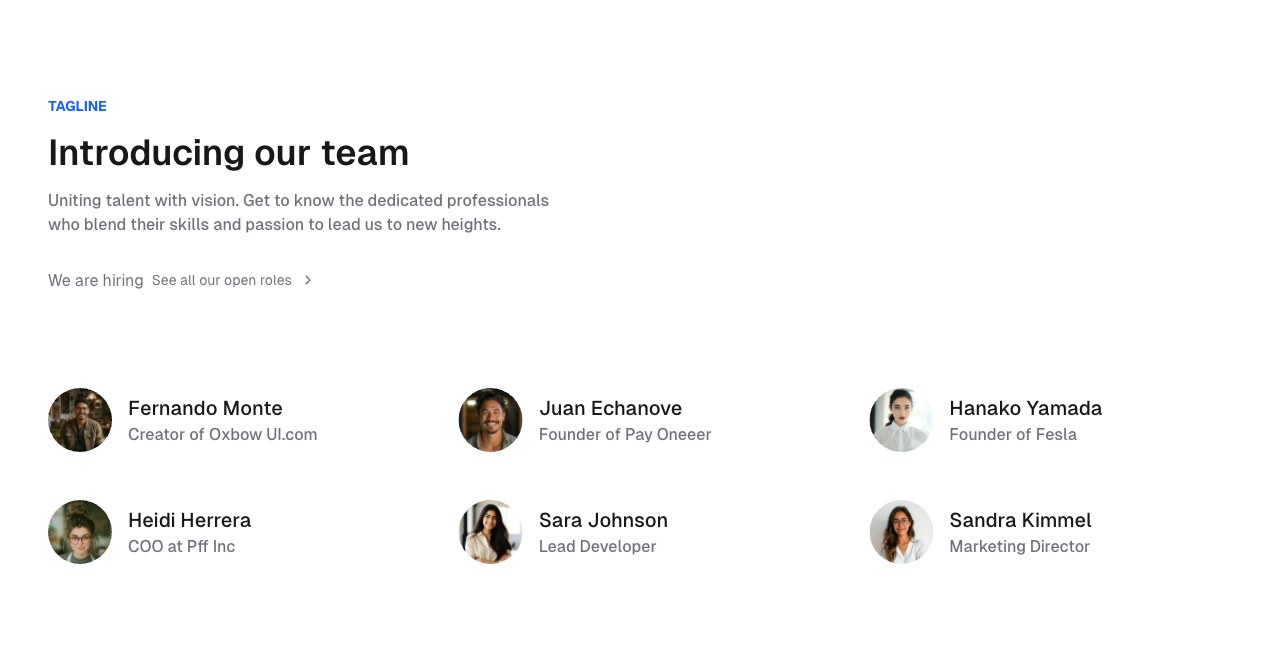 TAGLINE
Introducing our team
Uniting talent with vision. Get to know the dedicated professionals
who blend their skills and passion to lead us to new heights.
We are hiring See all our open roles
Fernando Monte
Creator of Oxbow UI.com
Juan Echanove
Founder of Pay Oneeer
Hanako Yamada
Founder of Fesla
Heidi Herrera
COO at Pff Inc
Sara Johnson
Lead Developer
Sandra Kimmel
Marketing Director